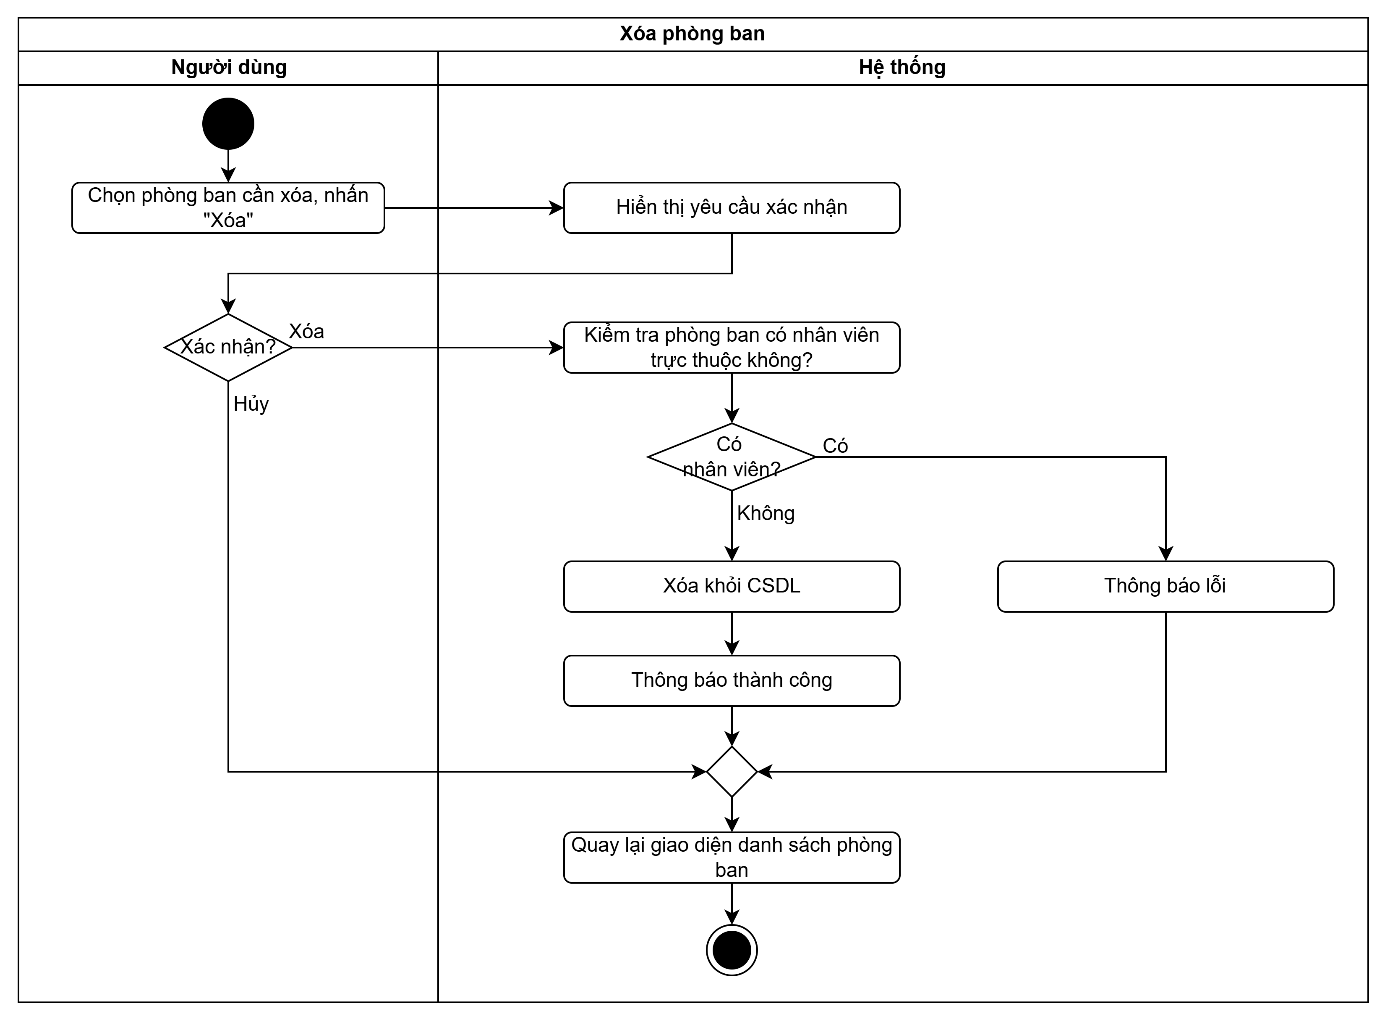 Xóa phòng ban
Người dùng
Hệ thống
Chọn phòng ban cần xóa, nhấn
"Xóa"
Hiển thị yêu cầu xác nhận
Xác nhận?
Xóa
Hủy
Kiểm tra phòng ban có nhân viên
trực thuộc không?
Có
nhân viên?
Có
Không
Xóa khỏi CSDL
Thông báo lỗi
Thông báo thành công
Quay lại giao diện danh sách phòng
ban